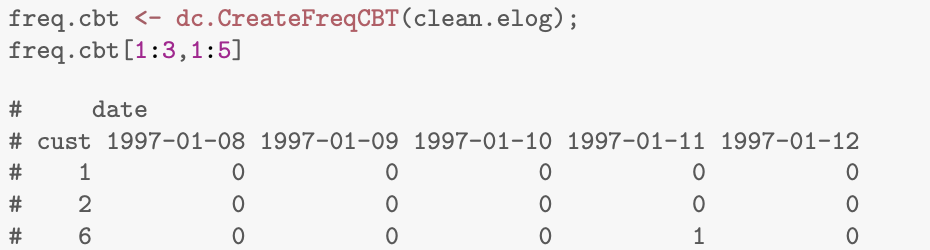 freq.cbt <- dc.CreateFreqCBT(clean.elog);
freq.cbt[1:3,1:5]
#     date
# cust 1997-01-08 1997-01-09 1997-01-10 1997-01-11 1997-01-12
#    1          0          0          0          0          0
#    2          0          0          0          0          0
#    6          0          0          0          1          0